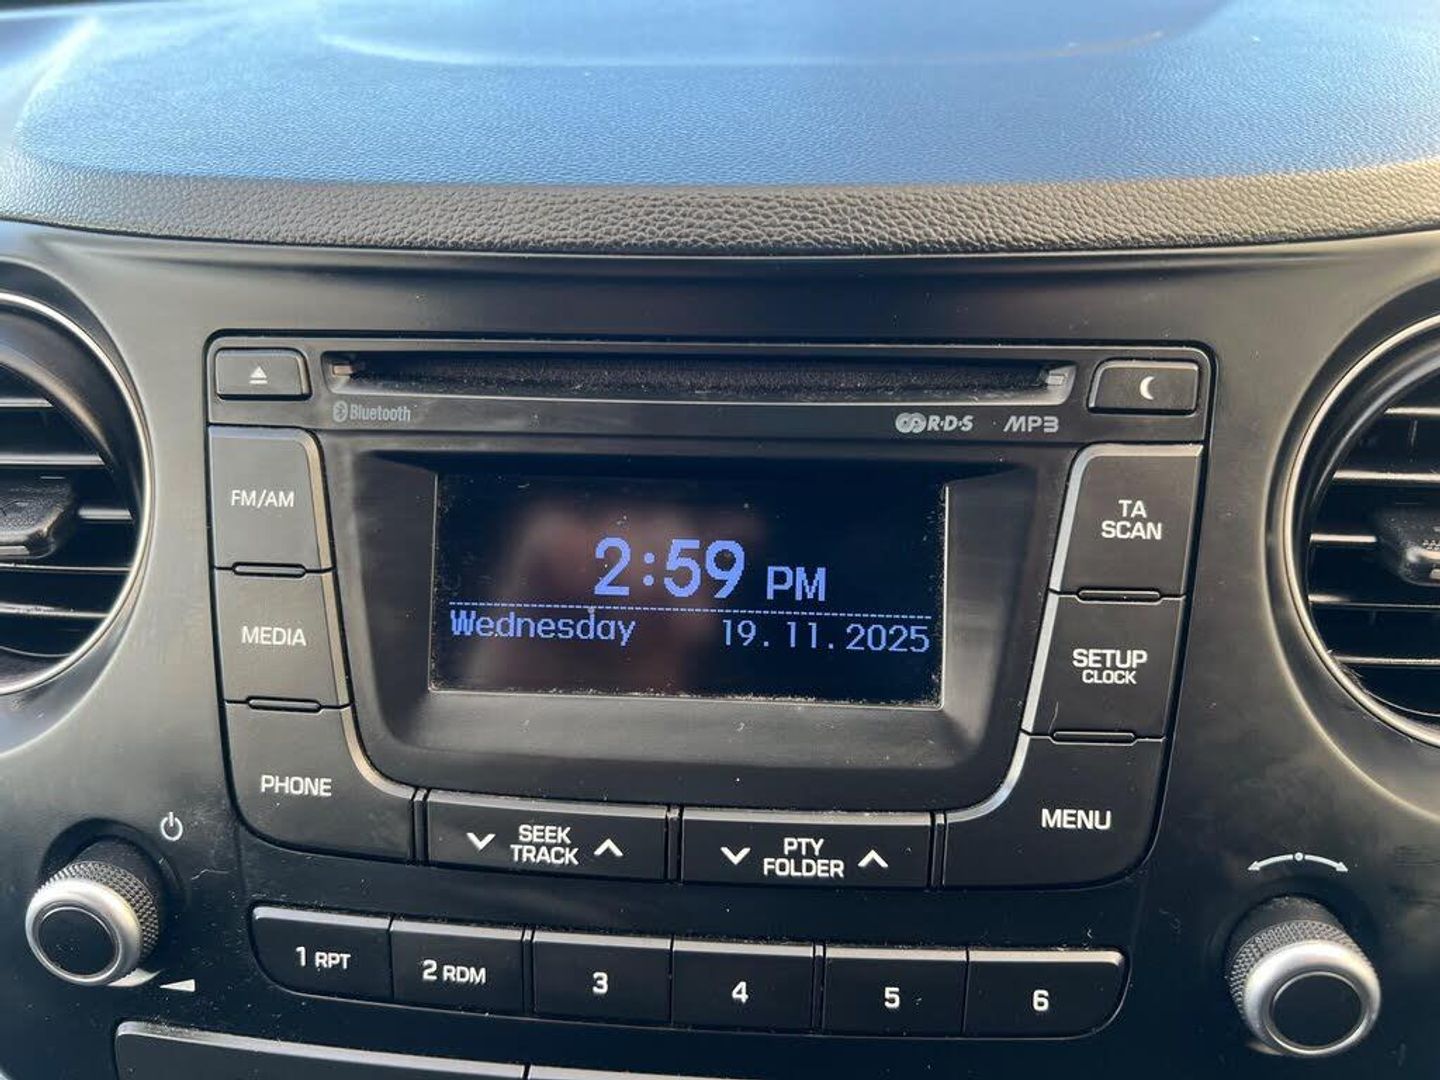 Bluetooth
R·D·S MP3
FM/AM
TA
SCAN
2:59 PM
Wednesday 19.11.2025
MEDIA
SETUP
CLOCK
PHONE
MENU
SEEK
TRACK
PTY
FOLDER
1 RPT
2 RDM
3
4
5
6